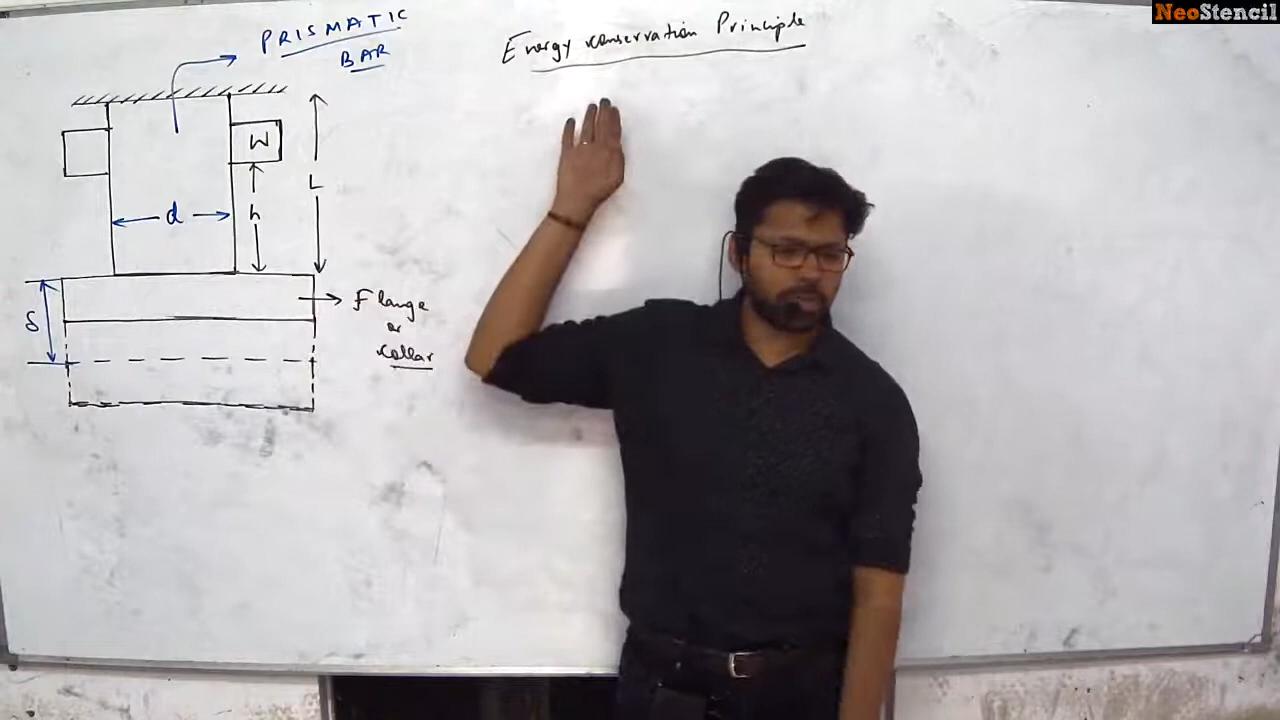 NeoStencil
PRISMATIC
BAR
Energy conservation Principle
W
L
h
d
δ
Flange
or
collar